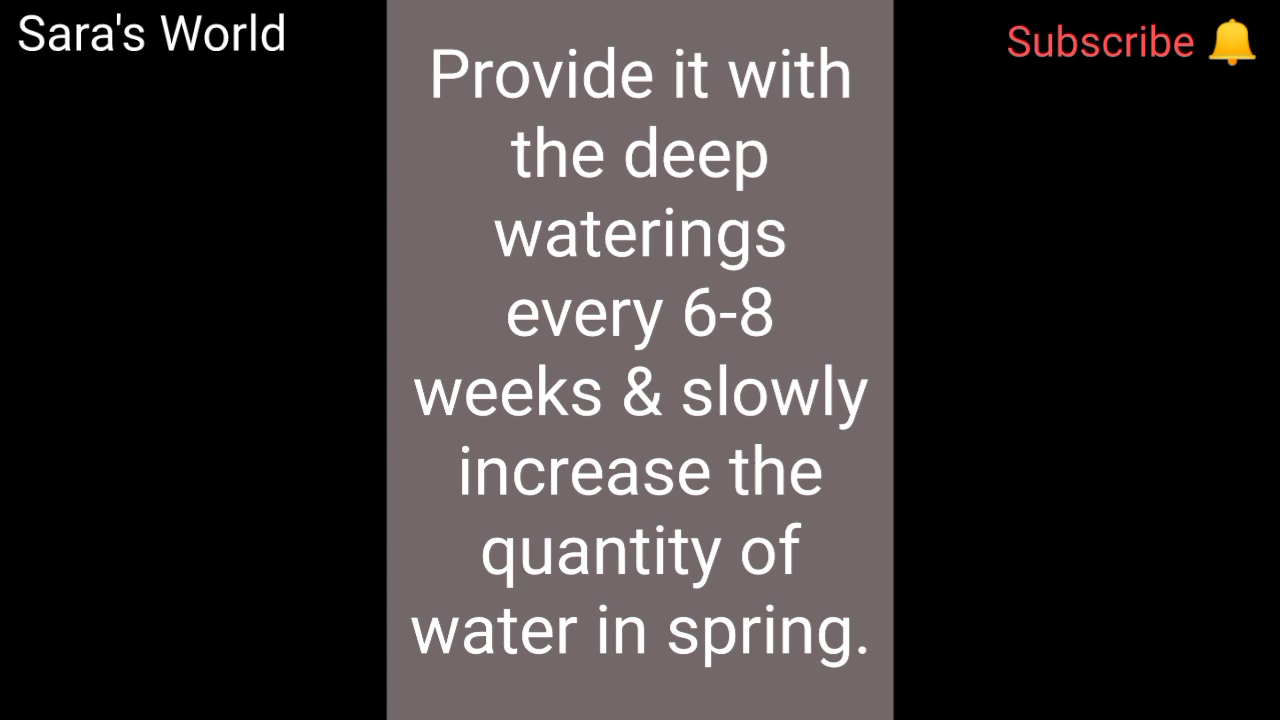 Sara's World
Subscribe 🔔
Provide it with
the deep
waterings
every 6-8
weeks & slowly
increase the
quantity of
water in spring.